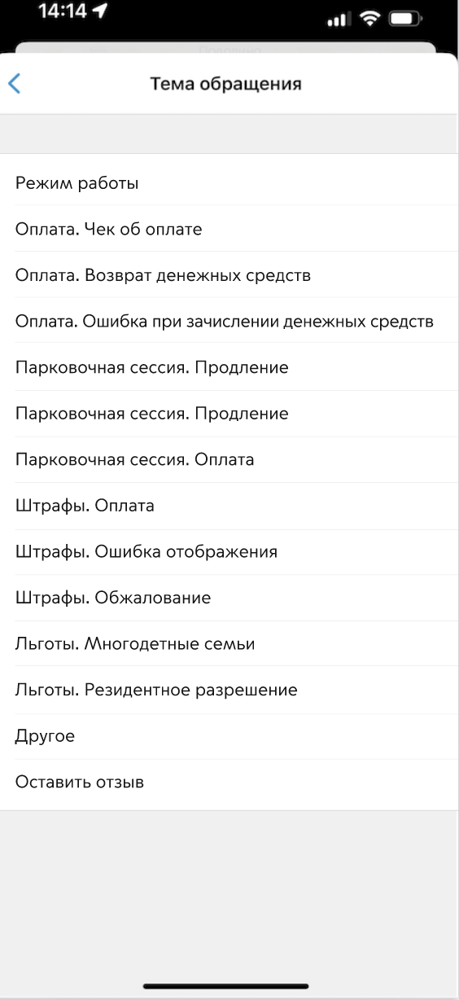 14:14
Тема обращения
Режим работы
Оплата. Чек об оплате
Оплата. Возврат денежных средств
Оплата. Ошибка при зачислении денежных средств
Парковочная сессия. Продление
Парковочная сессия. Продление
Парковочная сессия. Оплата
Штрафы. Оплата
Штрафы. Ошибка отображения
Штрафы. Обжалование
Льготы. Многодетные семьи
Льготы. Резидентное разрешение
Другое
Оставить отзыв